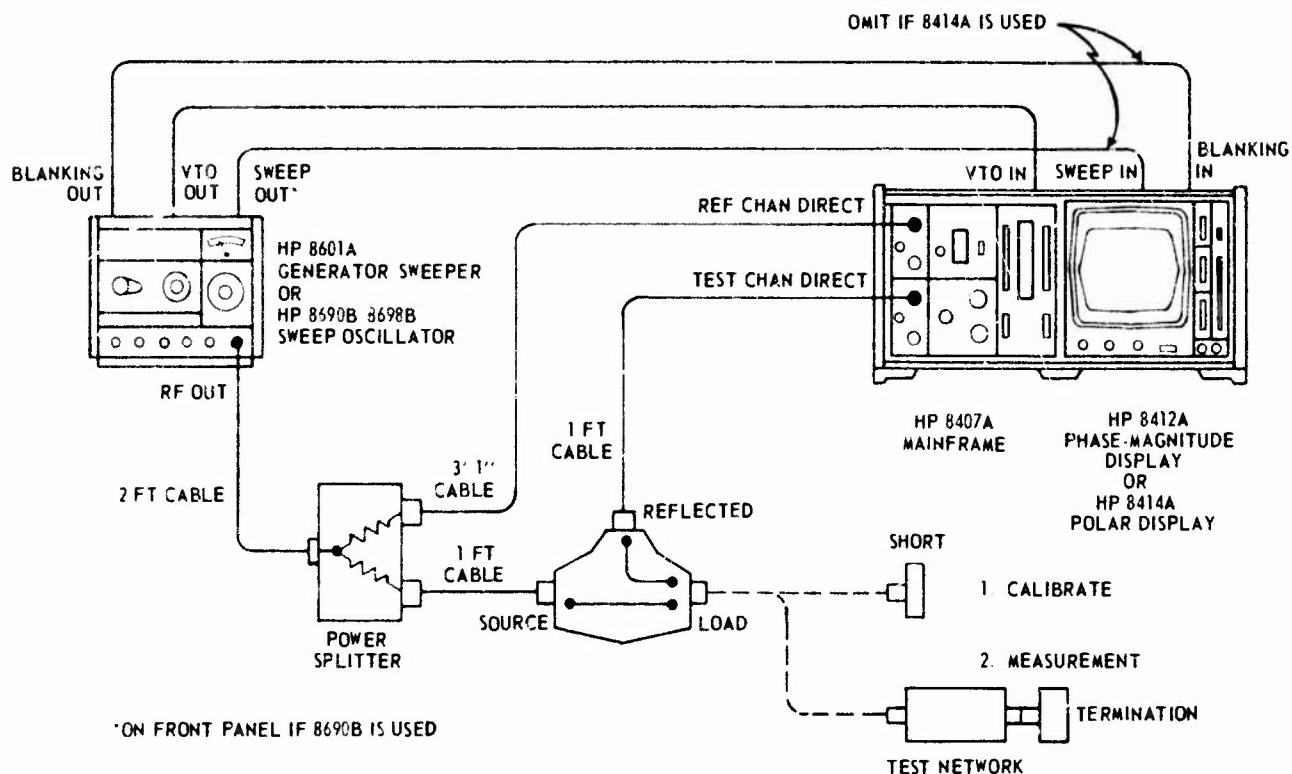 OMIT IF 8414A IS USED
BLANKING
OUT
VTO
OUT
SWEEP
OUT*
VTO IN
SWEEP IN
BLANKING
IN
REF CHAN DIRECT
TEST CHAN DIRECT
HP 8601A
GENERATOR SWEEPER
OR
HP 8690B 8698B
SWEEP OSCILLATOR
RF OUT
HP 8407A
MAINFRAME
HP 8412A
PHASE-MAGNITUDE
DISPLAY
OR
HP 8414A
POLAR DISPLAY
1 FT
CABLE
3' 1"
CABLE
2 FT CABLE
REFLECTED
1 FT
CABLE
SHORT
1. CALIBRATE
SOURCE
LOAD
POWER
SPLITTER
2. MEASUREMENT
TERMINATION
*ON FRONT PANEL IF 8690B IS USED
TEST NETWORK